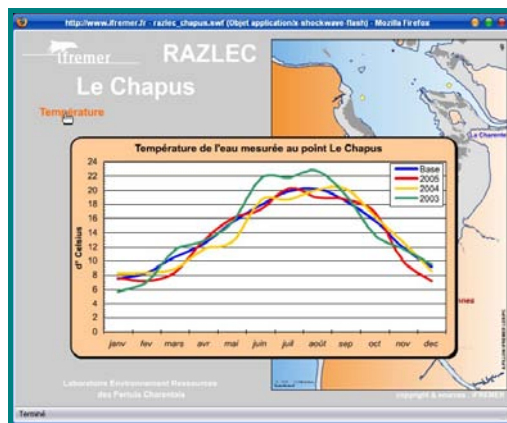 http://www.ifremer.fr - razlec_chapus.swf (Objet application/x-shockwave-flash) - Mozilla Firefox
ifremer
RAZLEC
Le Chapus
Température
La Charente
Température de l'eau mesurée au point Le Chapus
d° Celsius
24
22
20
18
16
14
12
10
8
6
4
2
0
janv fev mars avr mai juin juil août sep oct nov dec
Base
2005
2004
2003
Laboratoire Environnement Ressources
des Pertuis Charentais
copyright & sources : IFREMER
Terminé